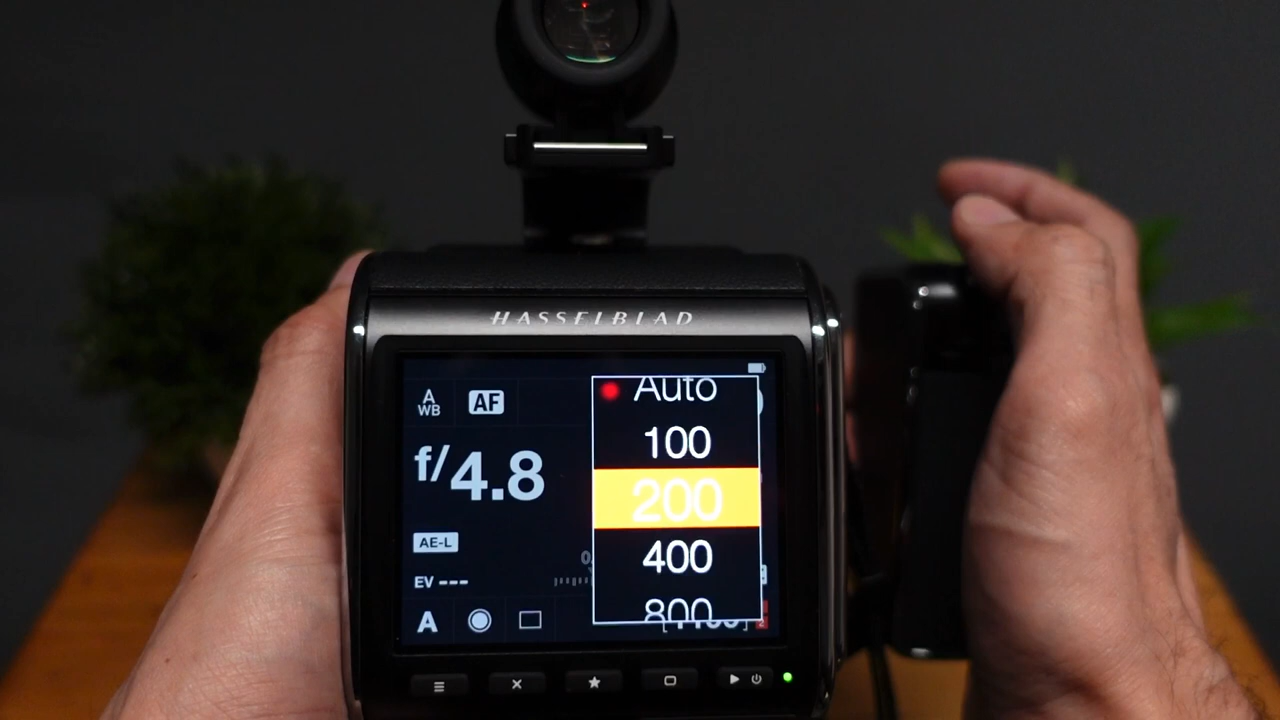 HASSELBLAD
A
WB
AF
f/4.8
AE-L
EV ---
A
Auto
100
200
400
800